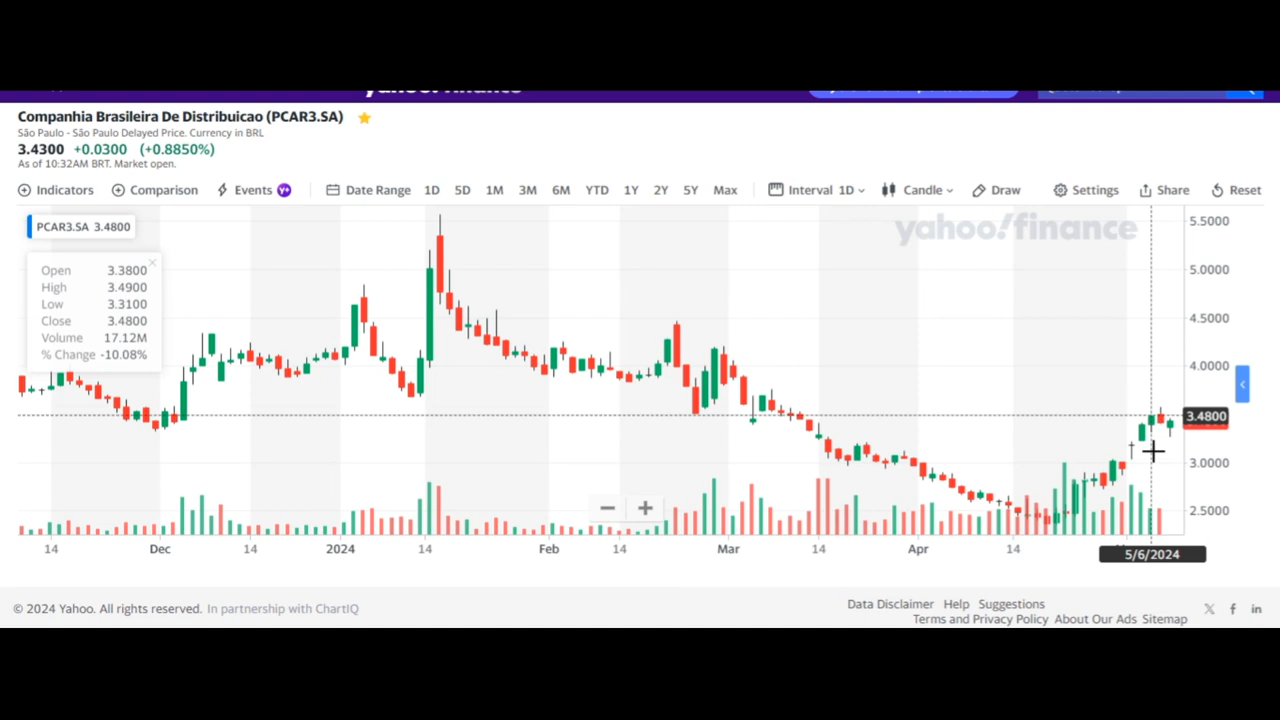 Companhia Brasileira De Distribuicao (PCAR3.SA)
São Paulo - São Paulo Delayed Price. Currency in BRL
3.4300 +0.0300 (+0.8850%)
As of 10:32AM BRT. Market open.
Indicators Comparison Events Y+ Date Range 1D 5D 1M 3M 6M YTD 1Y 2Y 5Y Max Interval 1D Candle Draw Settings Share Reset
PCAR3.SA 3.4800
yahoo!finance
Open 3.3800
High 3.4900
Low 3.3100
Close 3.4800
Volume 17.12M
% Change -10.08%
5.5000
5.0000
4.5000
4.0000
3.4800
3.0000
2.5000
14 Dec 14 2024 14 Feb 14 Mar 14 Apr 14
5/6/2024
© 2024 Yahoo. All rights reserved. In partnership with ChartIQ
Data Disclaimer Help Suggestions
Terms and Privacy Policy About Our Ads Sitemap